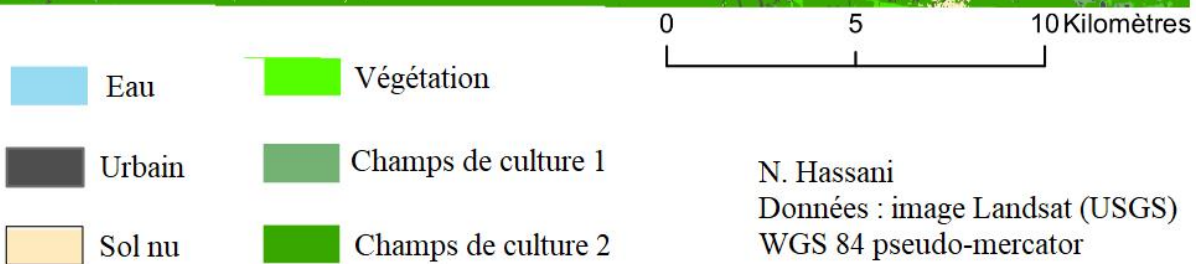 0 5 10 Kilomètres
Eau
Végétation
Urbain
Champs de culture 1
Sol nu
Champs de culture 2
N. Hassani
Données : image Landsat (USGS)
WGS 84 pseudo-mercator